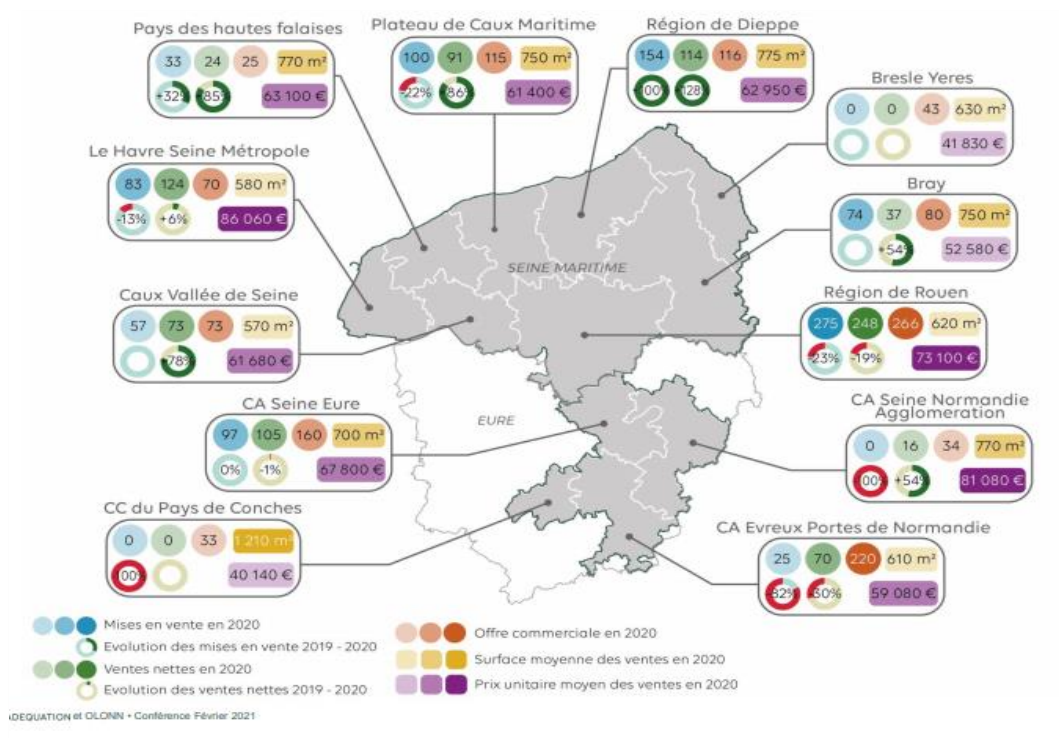 Pays des hautes falaises
33 24 25 770 m²
+32% +85% 63 100 €
Plateau de Caux Maritime
100 91 115 750 m²
-22% +86% 61 400 €
Région de Dieppe
154 114 116 775 m²
+100% +128% 62 950 €
Bresle Yeres
0 0 43 630 m²
41 830 €
Le Havre Seine Métropole
83 124 70 580 m²
-13% +6% 86 060 €
Bray
74 37 80 750 m²
+54% 52 580 €
SEINE MARITIME
Caux Vallée de Seine
57 73 73 570 m²
+78% 61 680 €
Région de Rouen
275 248 266 620 m²
-23% -19% 73 100 €
CA Seine Eure
97 105 160 700 m²
0% -1% 67 800 €
EURE
CA Seine Normandie
Agglomeration
0 16 34 770 m²
-100% +54% 81 080 €
CC du Pays de Conches
0 0 33 1 210 m²
-100% 40 140 €
CA Evreux Portes de Normandie
25 70 220 610 m²
-82% -30% 59 080 €
Mises en vente en 2020
Evolution des mises en vente 2019 - 2020
Ventes nettes en 2020
Evolution des ventes nettes 2019 - 2020
Offre commerciale en 2020
Surface moyenne des ventes en 2020
Prix unitaire moyen des ventes en 2020
ADEQUATION et OLONN • Conférence Février 2021